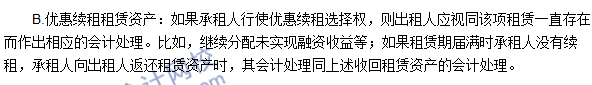 B.优惠续租租赁资产：如果承租人行使优惠续租选择权，则出租人应视同该项租赁一直存在
而作出相应的会计处理。比如，继续分配未实现融资收益等；如果租赁期届满时承租人没有续
租，承租人向出租人返还租赁资产时，其会计处理同上述收回租赁资产的会计处理。